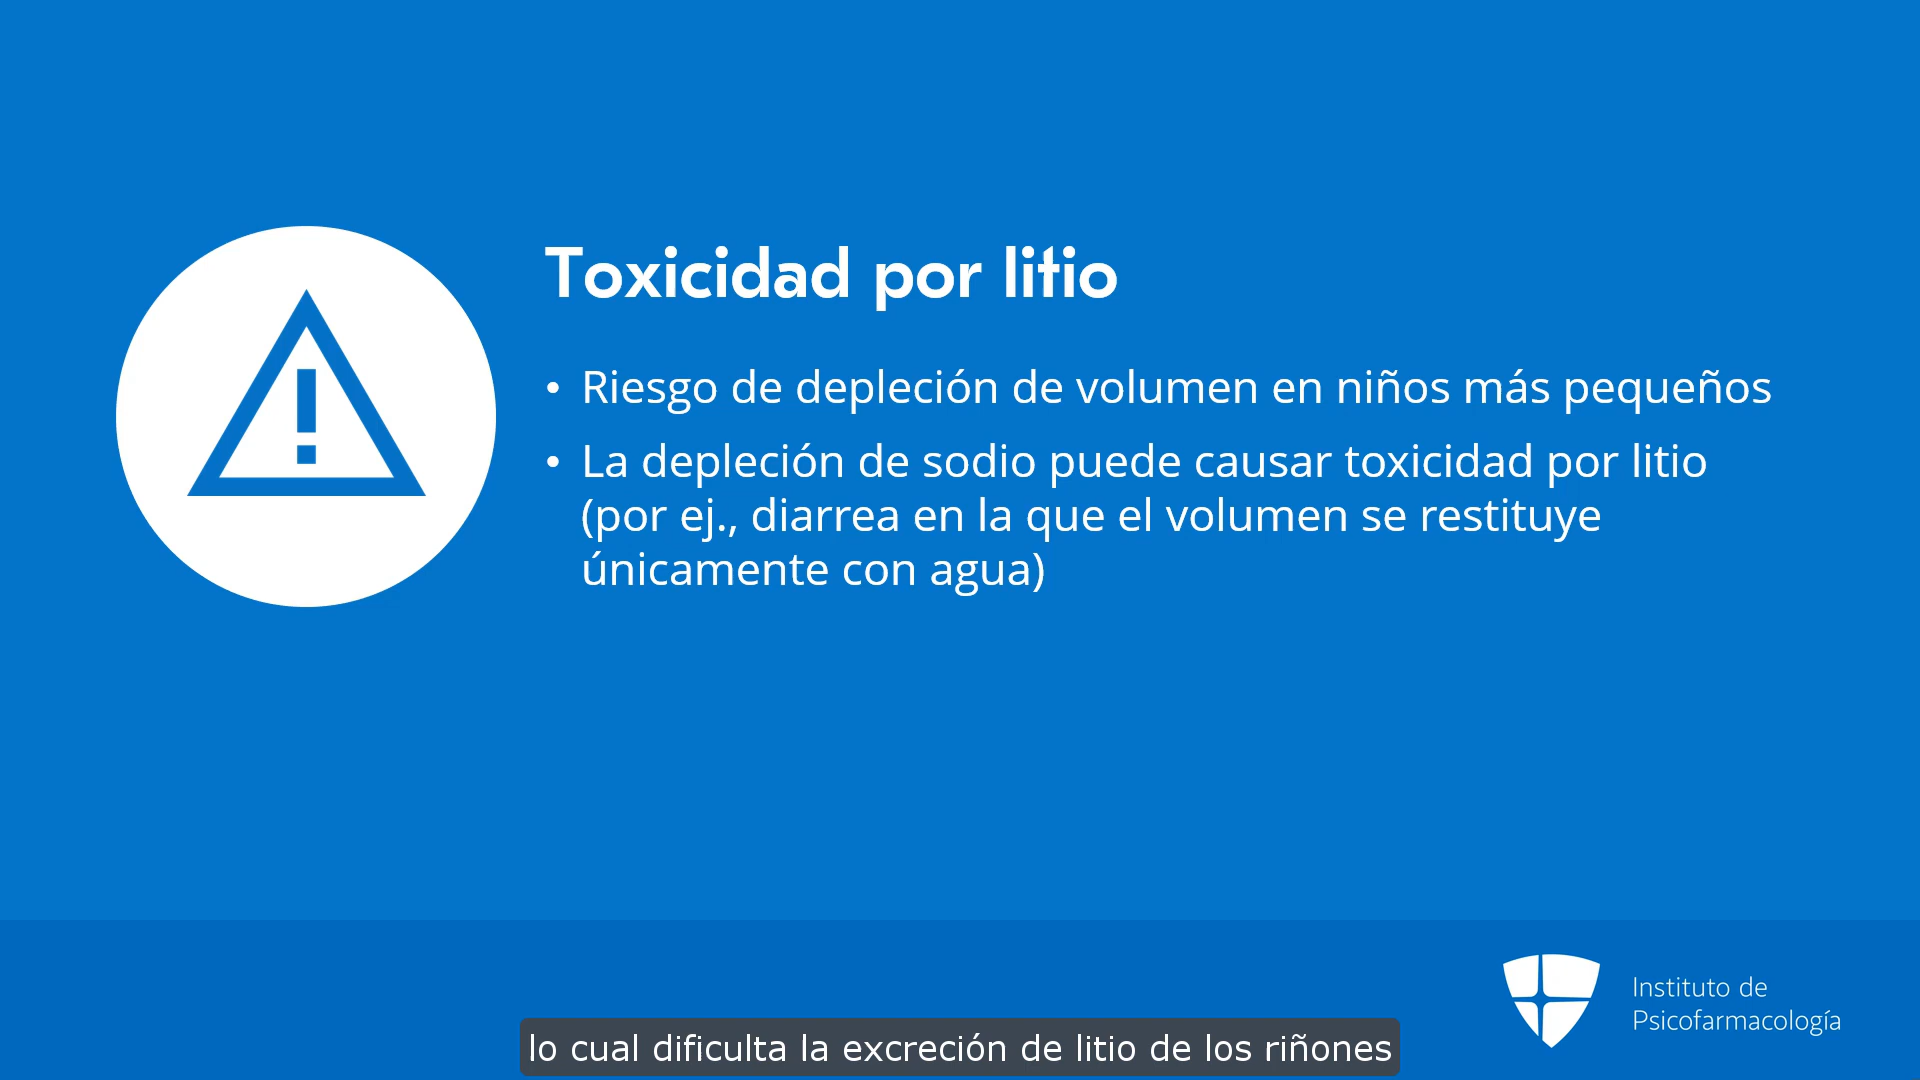 Toxicidad por litio
• Riesgo de depleción de volumen en niños más pequeños
• La depleción de sodio puede causar toxicidad por litio
(por ej., diarrea en la que el volumen se restituye
únicamente con agua)
Instituto de
Psicofarmacología
lo cual dificulta la excreción de litio de los riñones